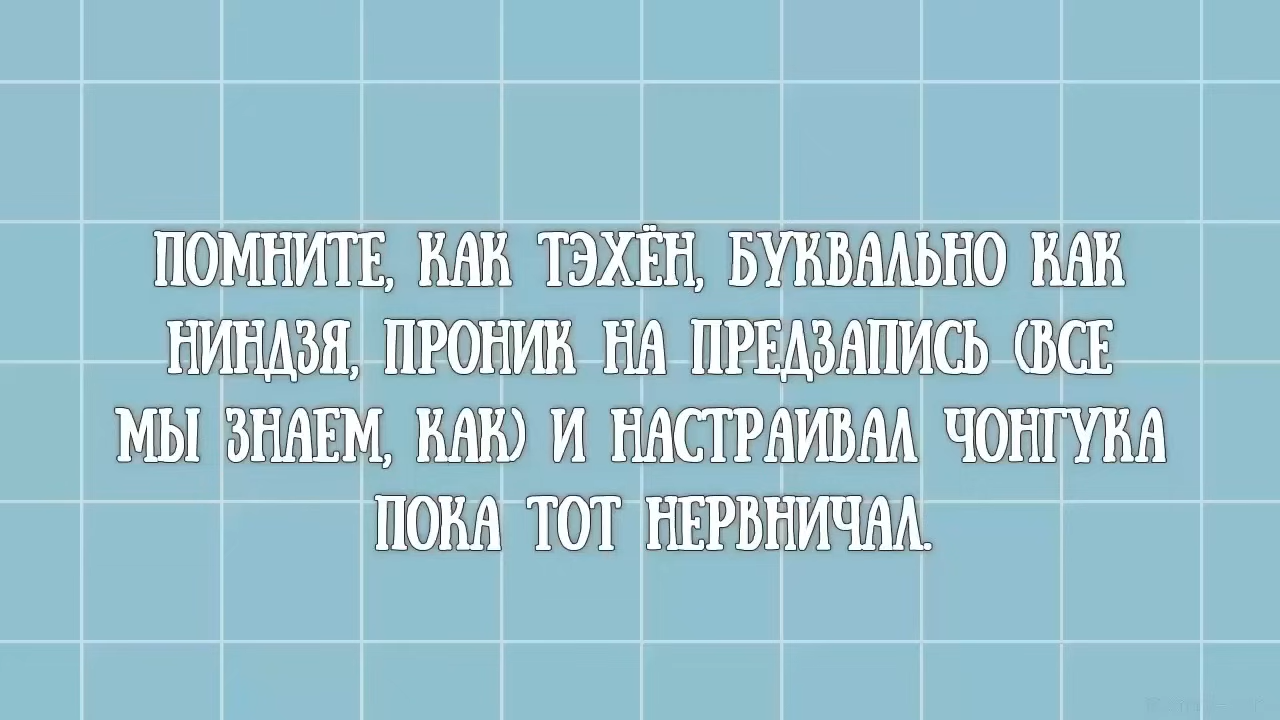 ПОМНИТЕ, КАК ТЭХЁН, БУКВАЛЬНО КАК
НИНДЗЯ, ПРОНИК НА ПРЕДЗАПИСЬ (ВСЕ
МЫ ЗНАЕМ, КАК) И НАСТРАИВАЛ ЧОНГУКА
ПОКА ТОТ НЕРВНИЧАЛ.